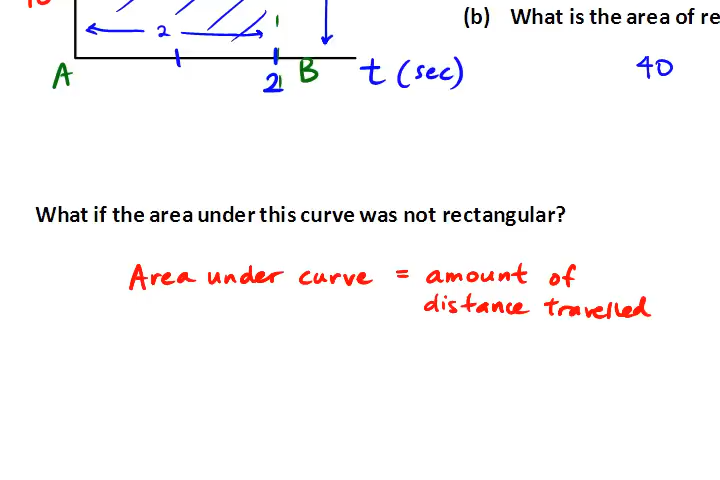 (b) What is the area of re
2
A
2
B
t (sec)
40
What if the area under this curve was not rectangular?
Area under curve = amount of
distance travelled